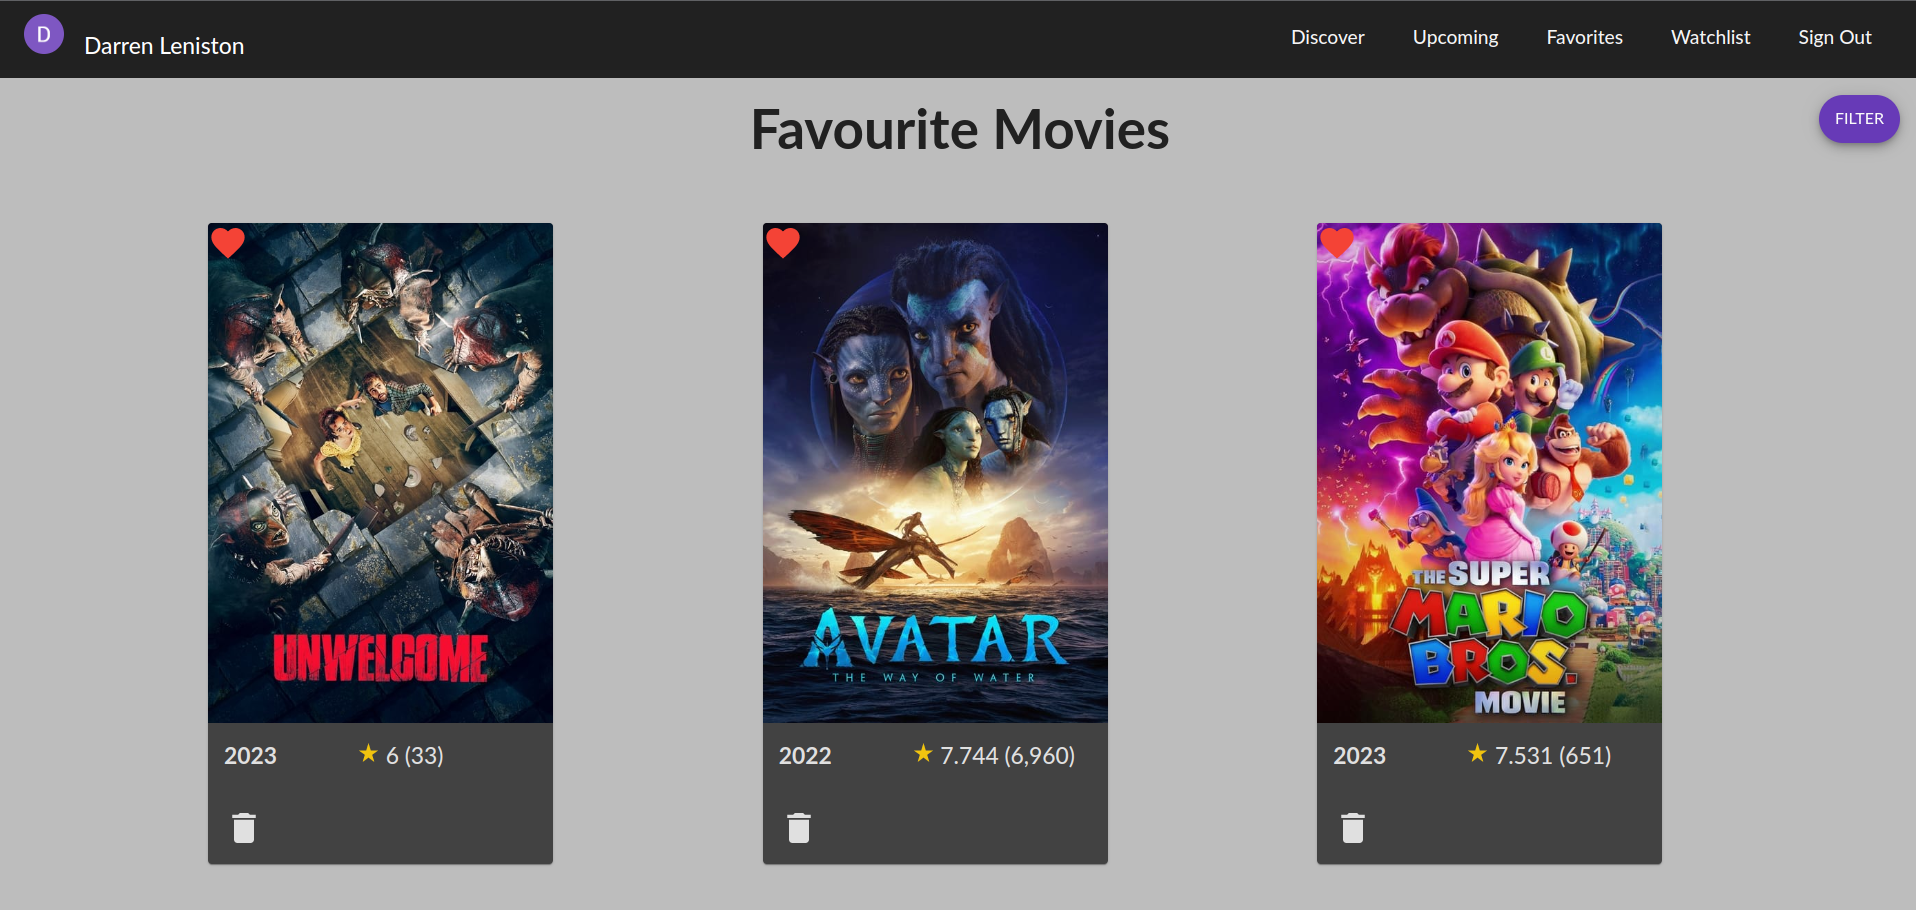 D
Darren Leniston
Discover
Upcoming
Favorites
Watchlist
Sign Out
Favourite Movies
FILTER
UNWELCOME
2023
6 (33)
AVATAR
THE WAY OF WATER
2022
7.744 (6,960)
L
THE SUPER
MARIO
BROS.
MOVIE
2023
7.531 (651)